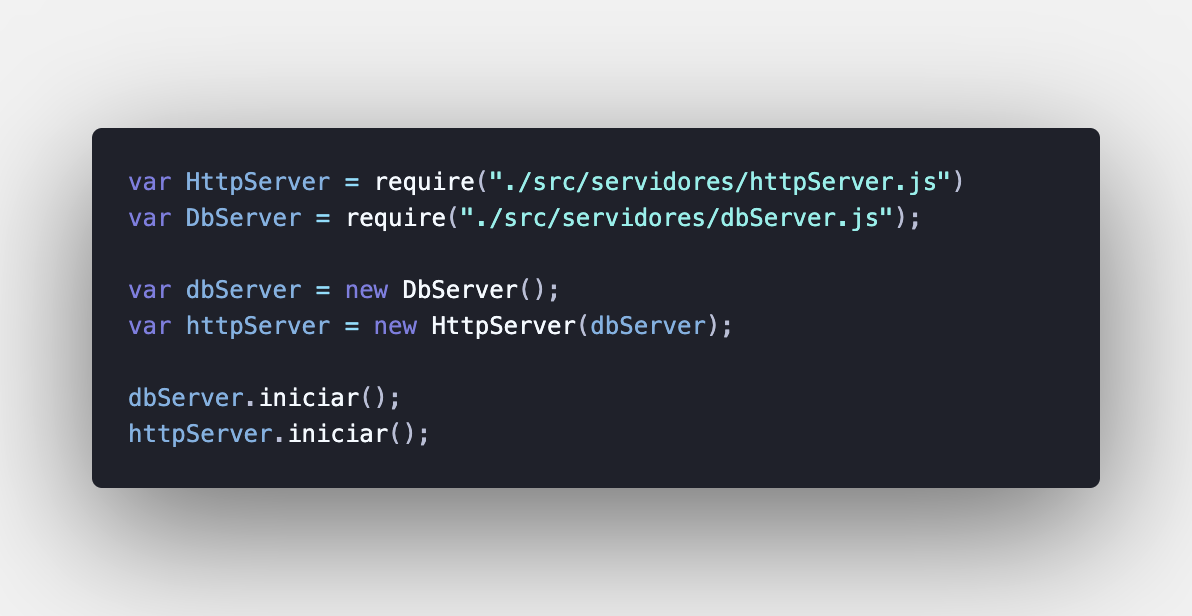 var HttpServer = require("./src/servidores/httpServer.js")
var DbServer = require("./src/servidores/dbServer.js");
var dbServer = new DbServer();
var httpServer = new HttpServer(dbServer);
dbServer.iniciar();
httpServer.iniciar();